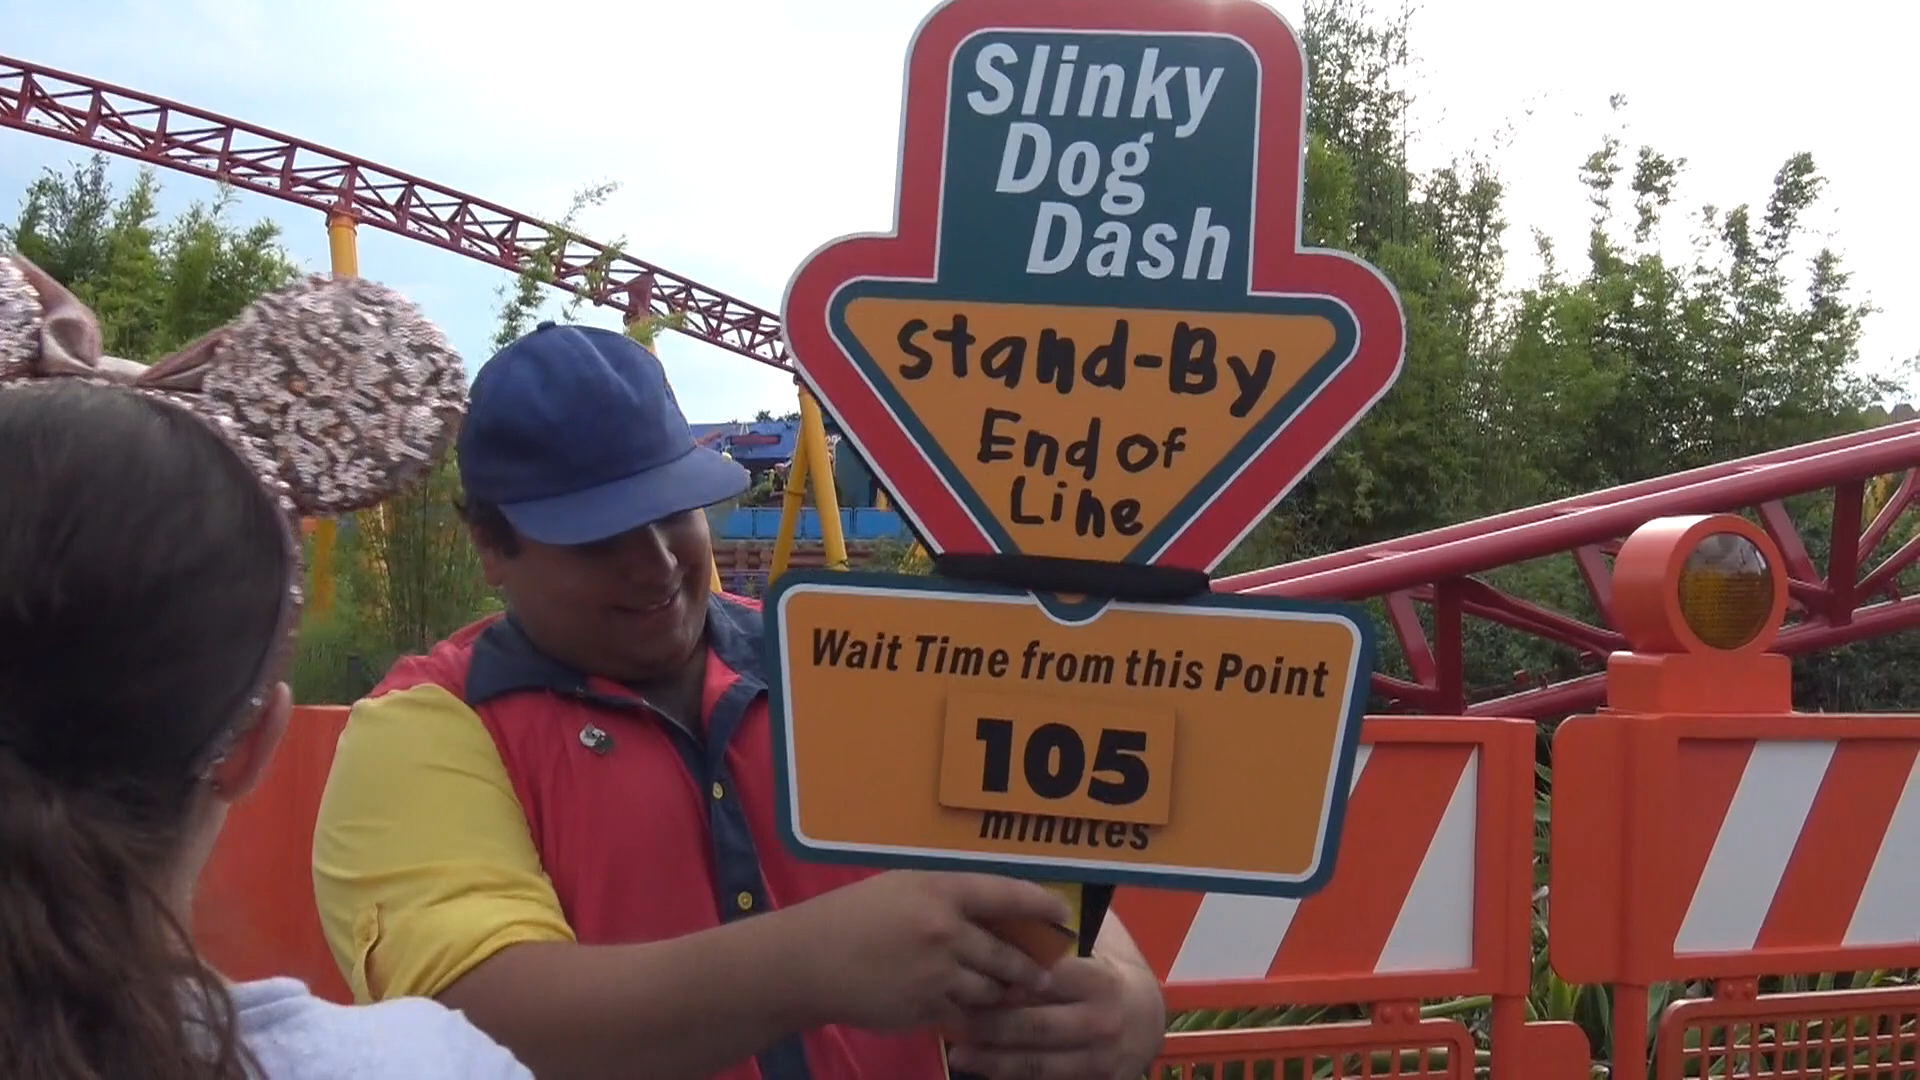 Slinky
Dog
Dash
Stand-By
End of
Line
Wait Time from this Point
105
minutes